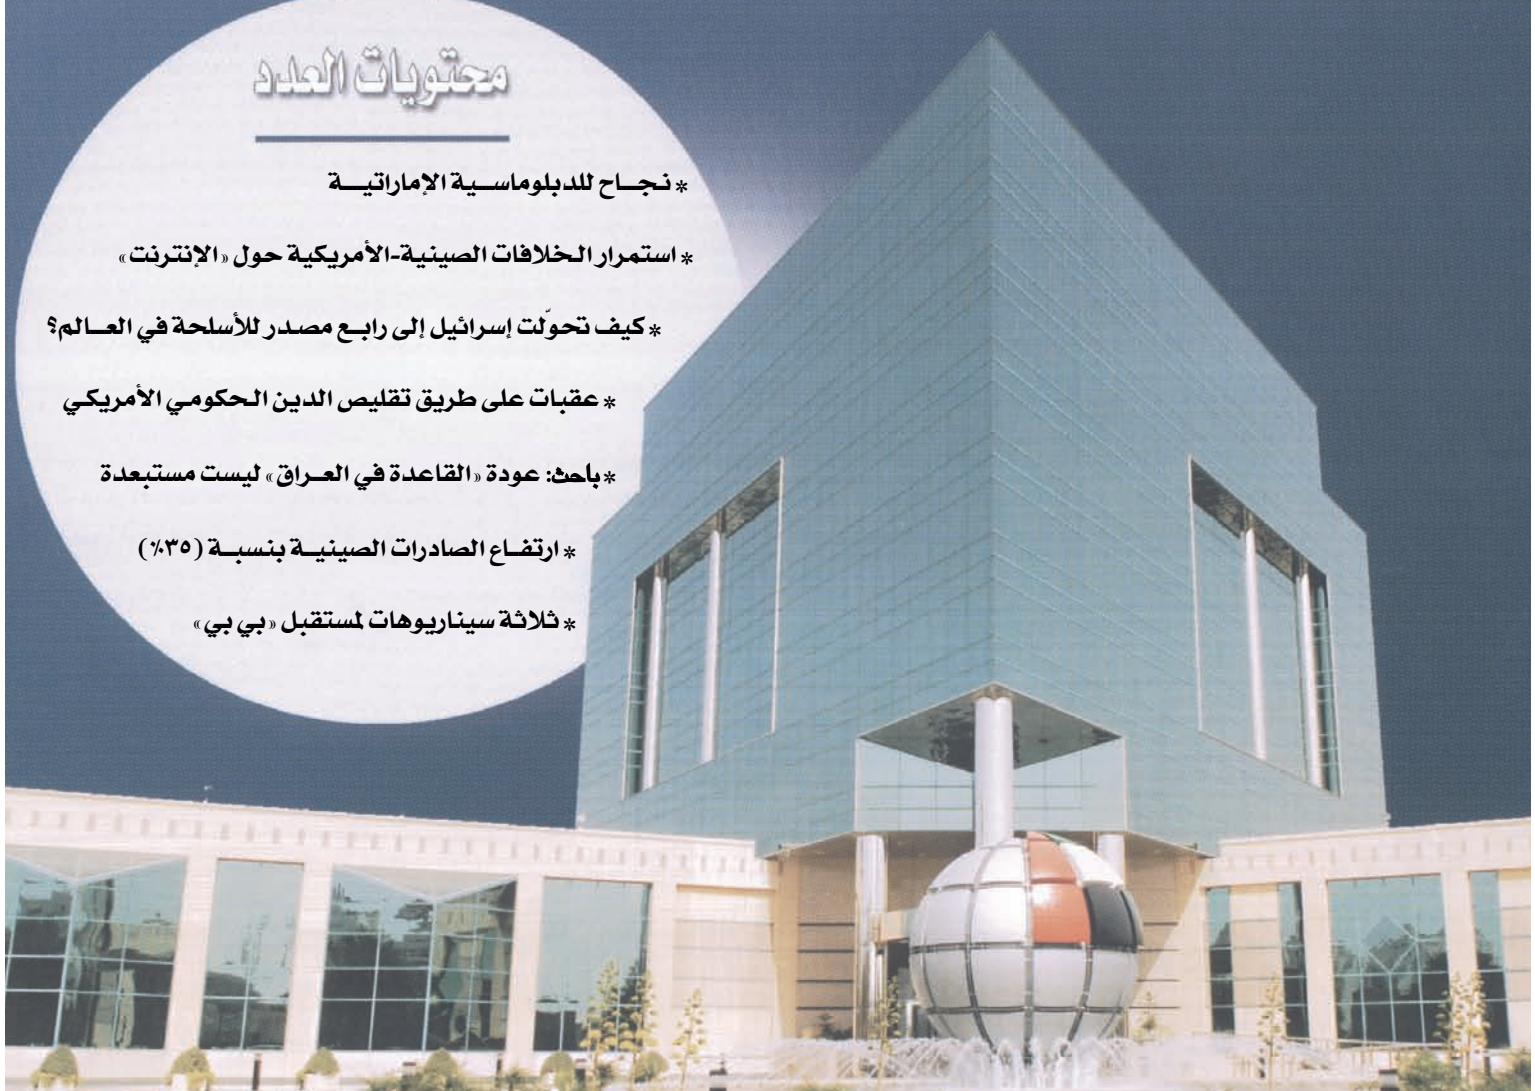 محتويات العدد
* نجــاح للدبلوماســية الإماراتيـــة
* استمرار الخلافات الصينية-الأمريكية حول «الإنترنت»
* كيف تحوّلت إسرائيل إلى رابــع مصدر للأسلحة في العــالم؟
* عقبات على طريق تقليص الدين الحكومي الأمريكي
* باحث: عودة «القاعدة في العــراق» ليست مستبعدة
* ارتفــاع الصادرات الصينيــة بنسبــة (٣٥٪)
* ثلاثة سيناريوهات لمستقبل «بي بي»